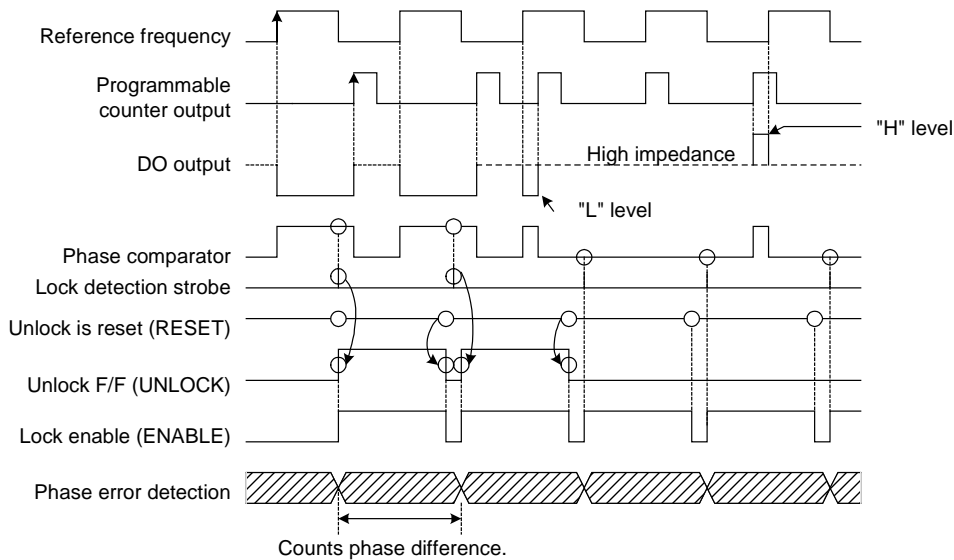 Reference frequency
Programmable
counter output
"H" level
DO output
High impedance
"L" level
Phase comparator
Lock detection strobe
Unlock is reset (RESET)
Unlock F/F (UNLOCK)
Lock enable (ENABLE)
Phase error detection
Counts phase difference.